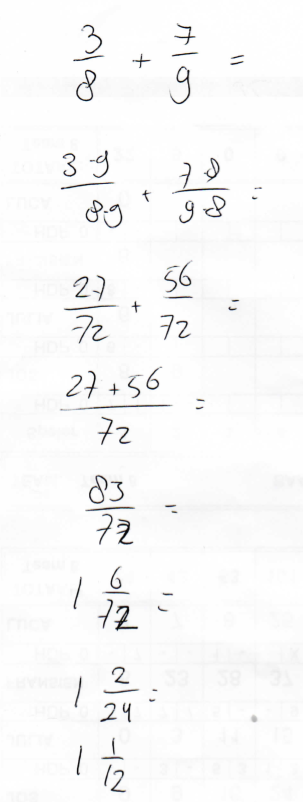 3/8 + 7/9 =
3·9/8·9 + 7·8/9·8 =
27/72 + 56/72 =
27+56/72 =
83/72 =
1 6/72 =
1 2/24 =
1 1/12